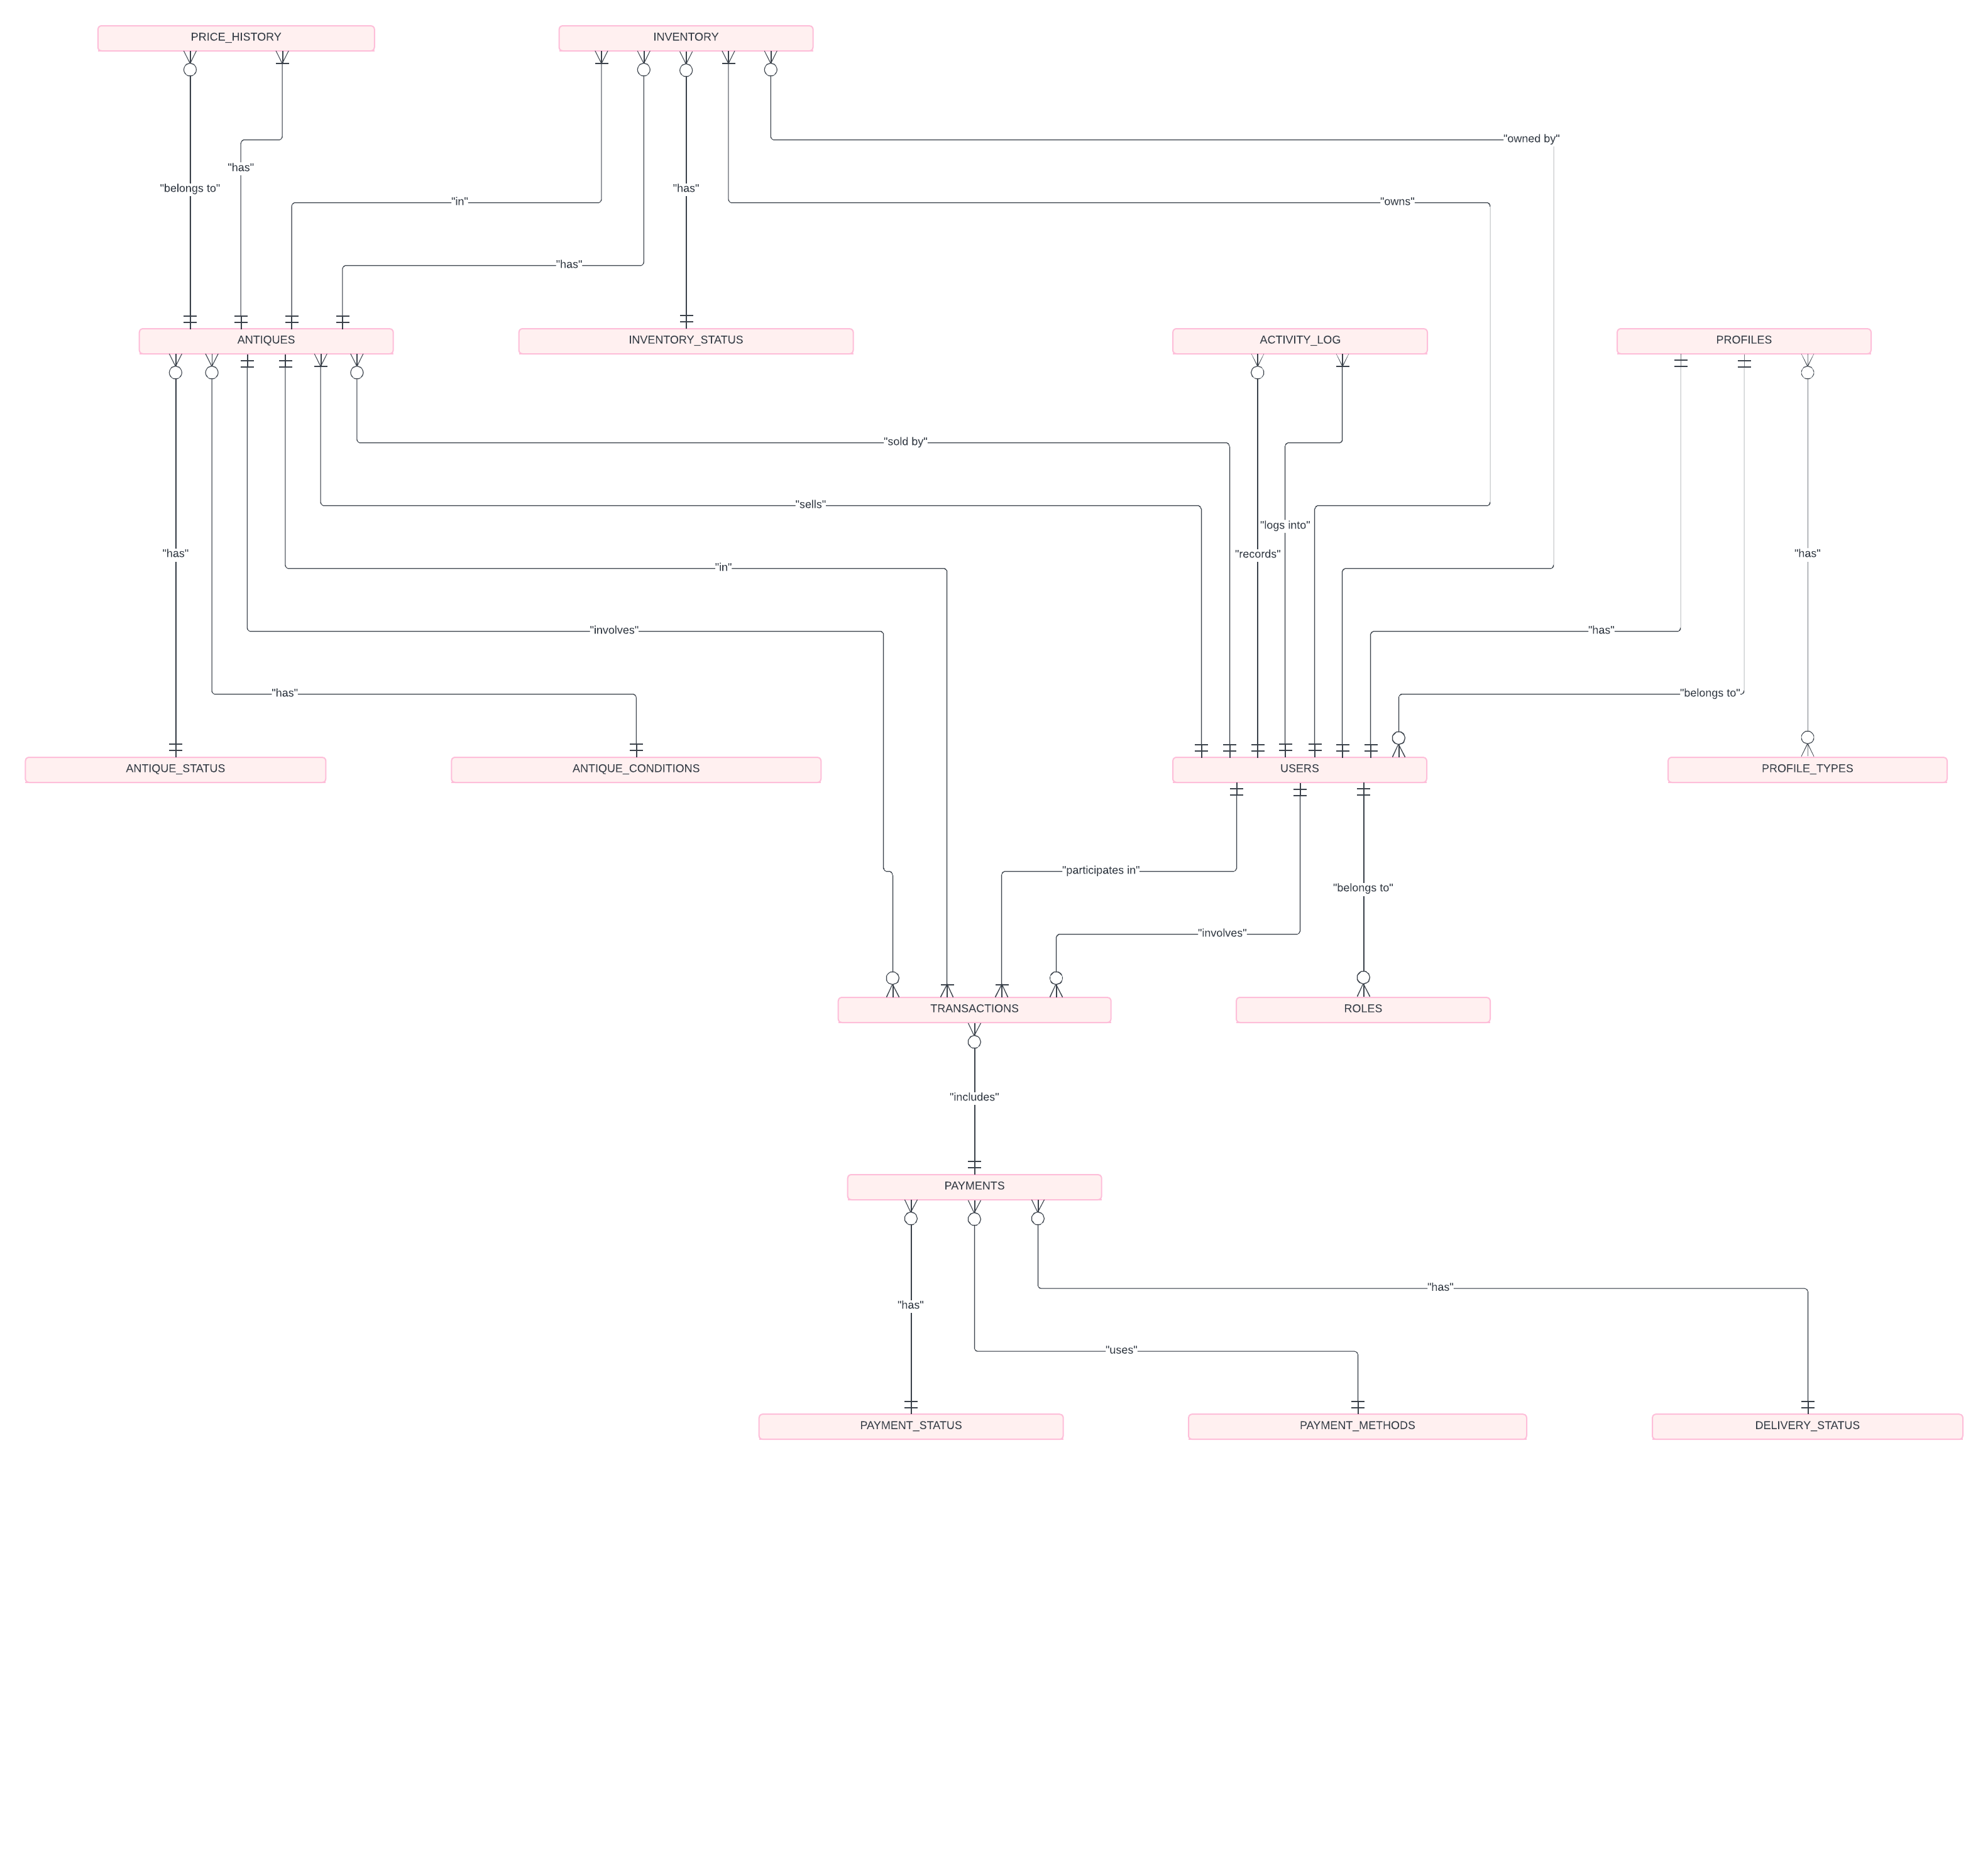 PRICE_HISTORY
INVENTORY
"owned by"
"has"
"belongs to"
"has"
"in"
"owns"
"has"
ANTIQUES
INVENTORY_STATUS
ACTIVITY_LOG
PROFILES
"sold by"
"sells"
"logs into"
"has"
"records"
"has"
"in"
"involves"
"has"
"has"
"belongs to"
ANTIQUE_STATUS
ANTIQUE_CONDITIONS
USERS
PROFILE_TYPES
"participates in"
"belongs to"
"involves"
TRANSACTIONS
ROLES
"includes"
PAYMENTS
"has"
"has"
"uses"
PAYMENT_STATUS
PAYMENT_METHODS
DELIVERY_STATUS